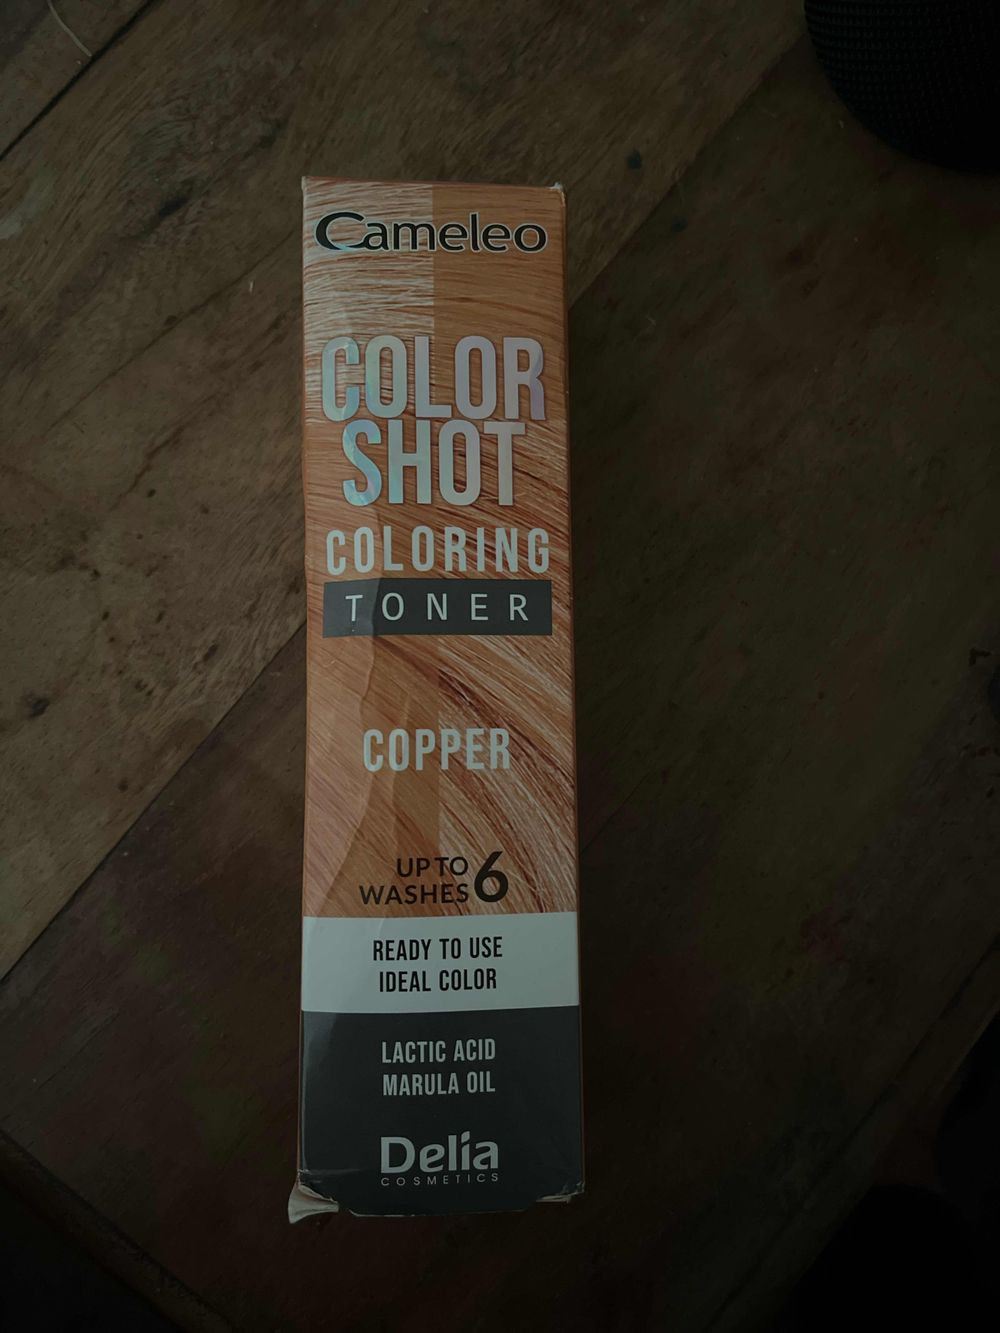 Cameleo
COLOR
SHOT
COLORING
TONER
COPPER
UP TO
WASHES 6
READY TO USE
IDEAL COLOR
LACTIC ACID
MARULA OIL
Delia
COSMETICS